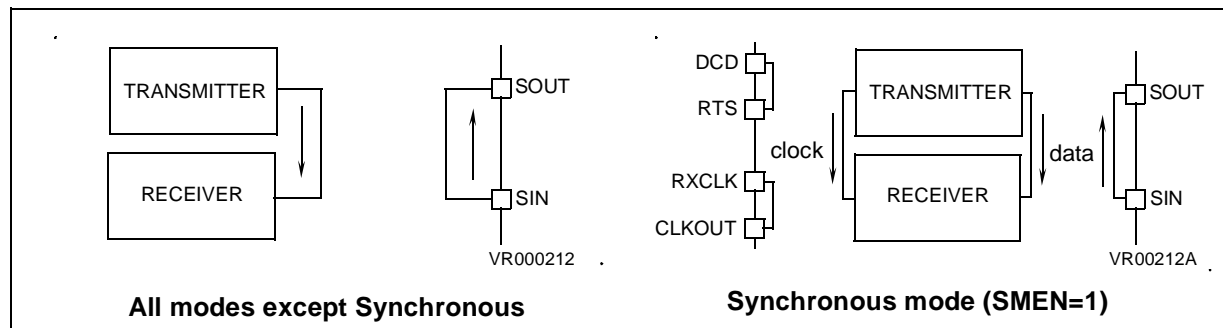 TRANSMITTER
RECEIVER
SOUT
SIN
VR000212
All modes except Synchronous
DCD
RTS
RXCLK
CLKOUT
clock
TRANSMITTER
RECEIVER
data
SOUT
SIN
VR00212A
Synchronous mode (SMEN=1)